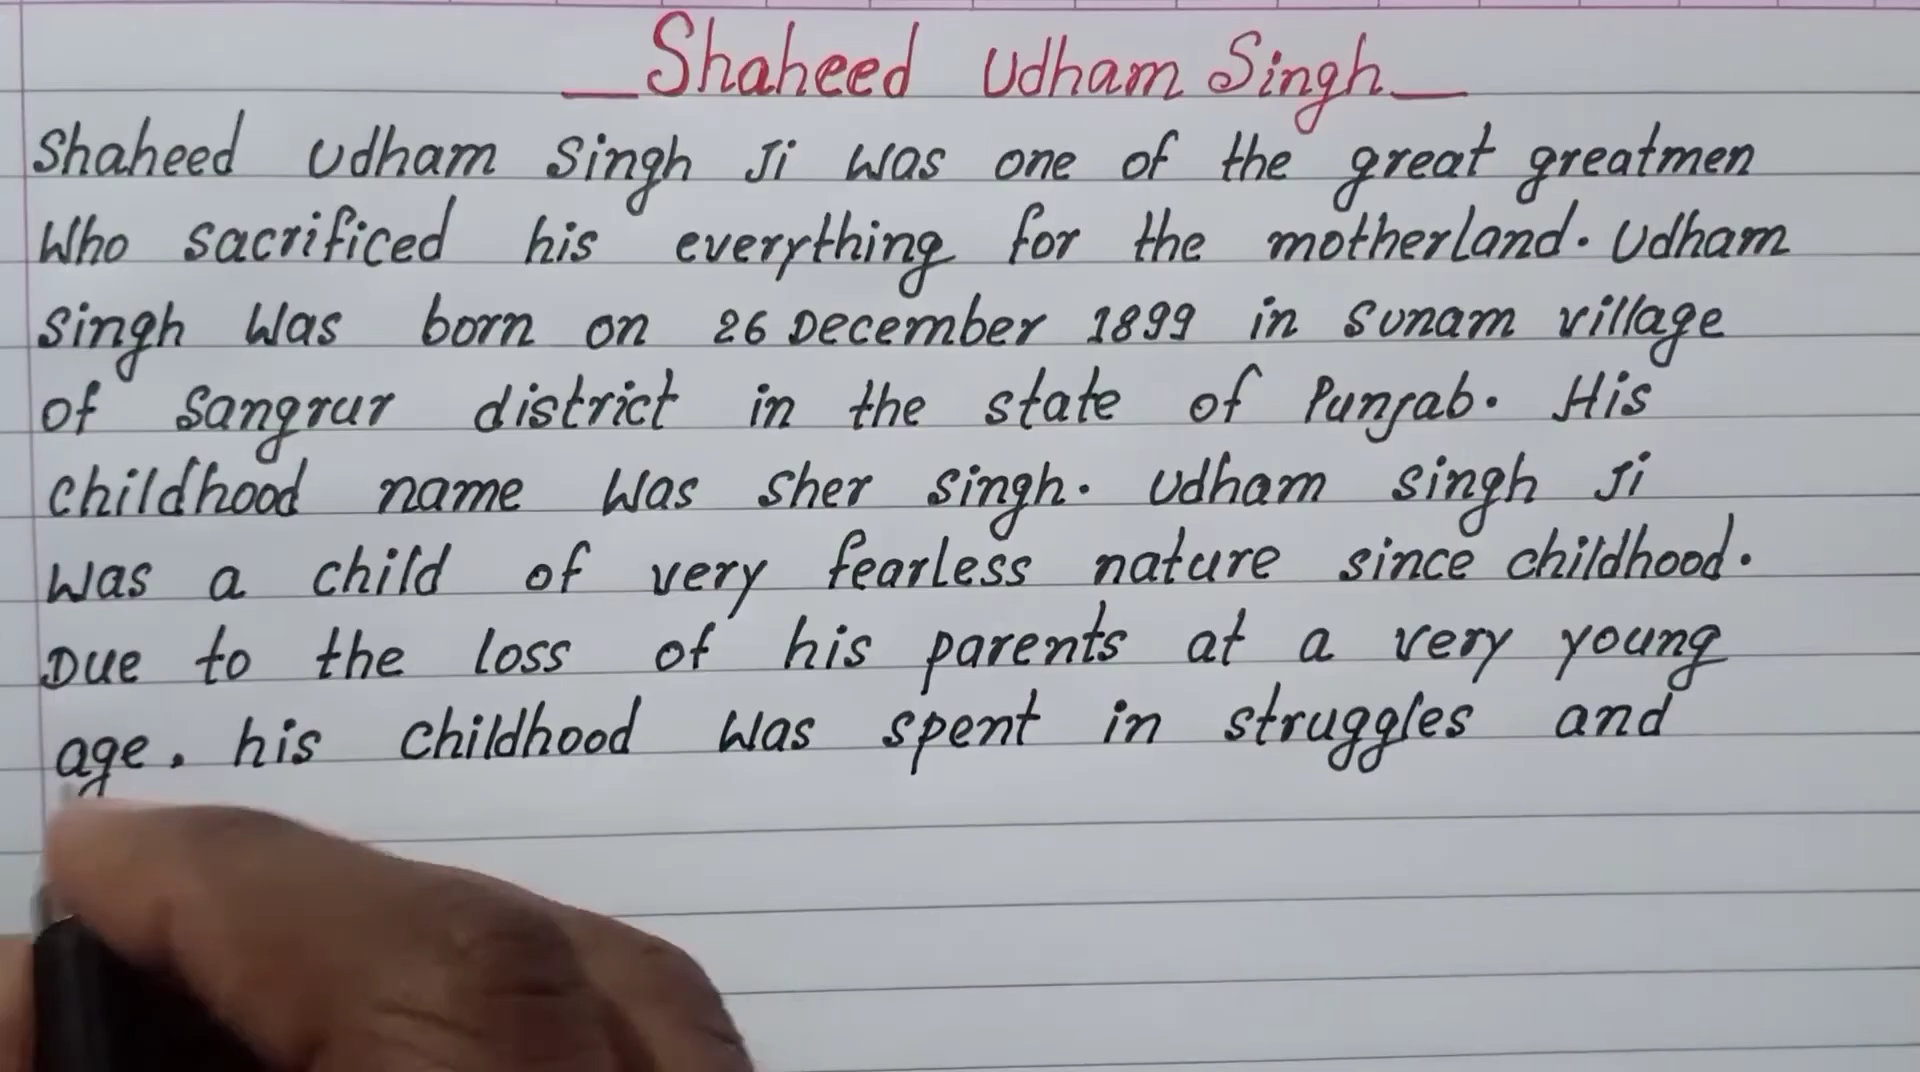 Shaheed Udham Singh
Shaheed Udham Singh Ji was one of the great greatmen
Who sacrificed his everything for the motherland. Udham
Singh Was born on 26 December 1899 in Sunam village
of Sangrur district in the state of Punjab. His
childhood name Was Sher Singh. Udham Singh Ji
Was a child of very fearless nature since childhood.
Due to the loss of his parents at a very young
age. his childhood Was spent in struggles and